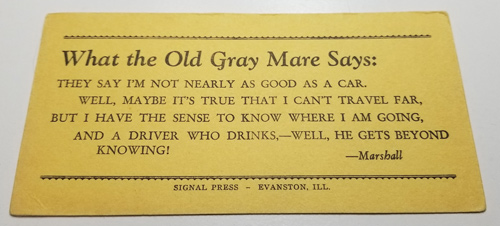 What the Old Gray Mare Says:
THEY SAY I'M NOT NEARLY AS GOOD AS A CAR.
WELL, MAYBE IT'S TRUE THAT I CAN'T TRAVEL FAR,
BUT I HAVE THE SENSE TO KNOW WHERE I AM GOING,
AND A DRIVER WHO DRINKS,—WELL, HE GETS BEYOND
KNOWING!
—Marshall
SIGNAL PRESS - EVANSTON, ILL.